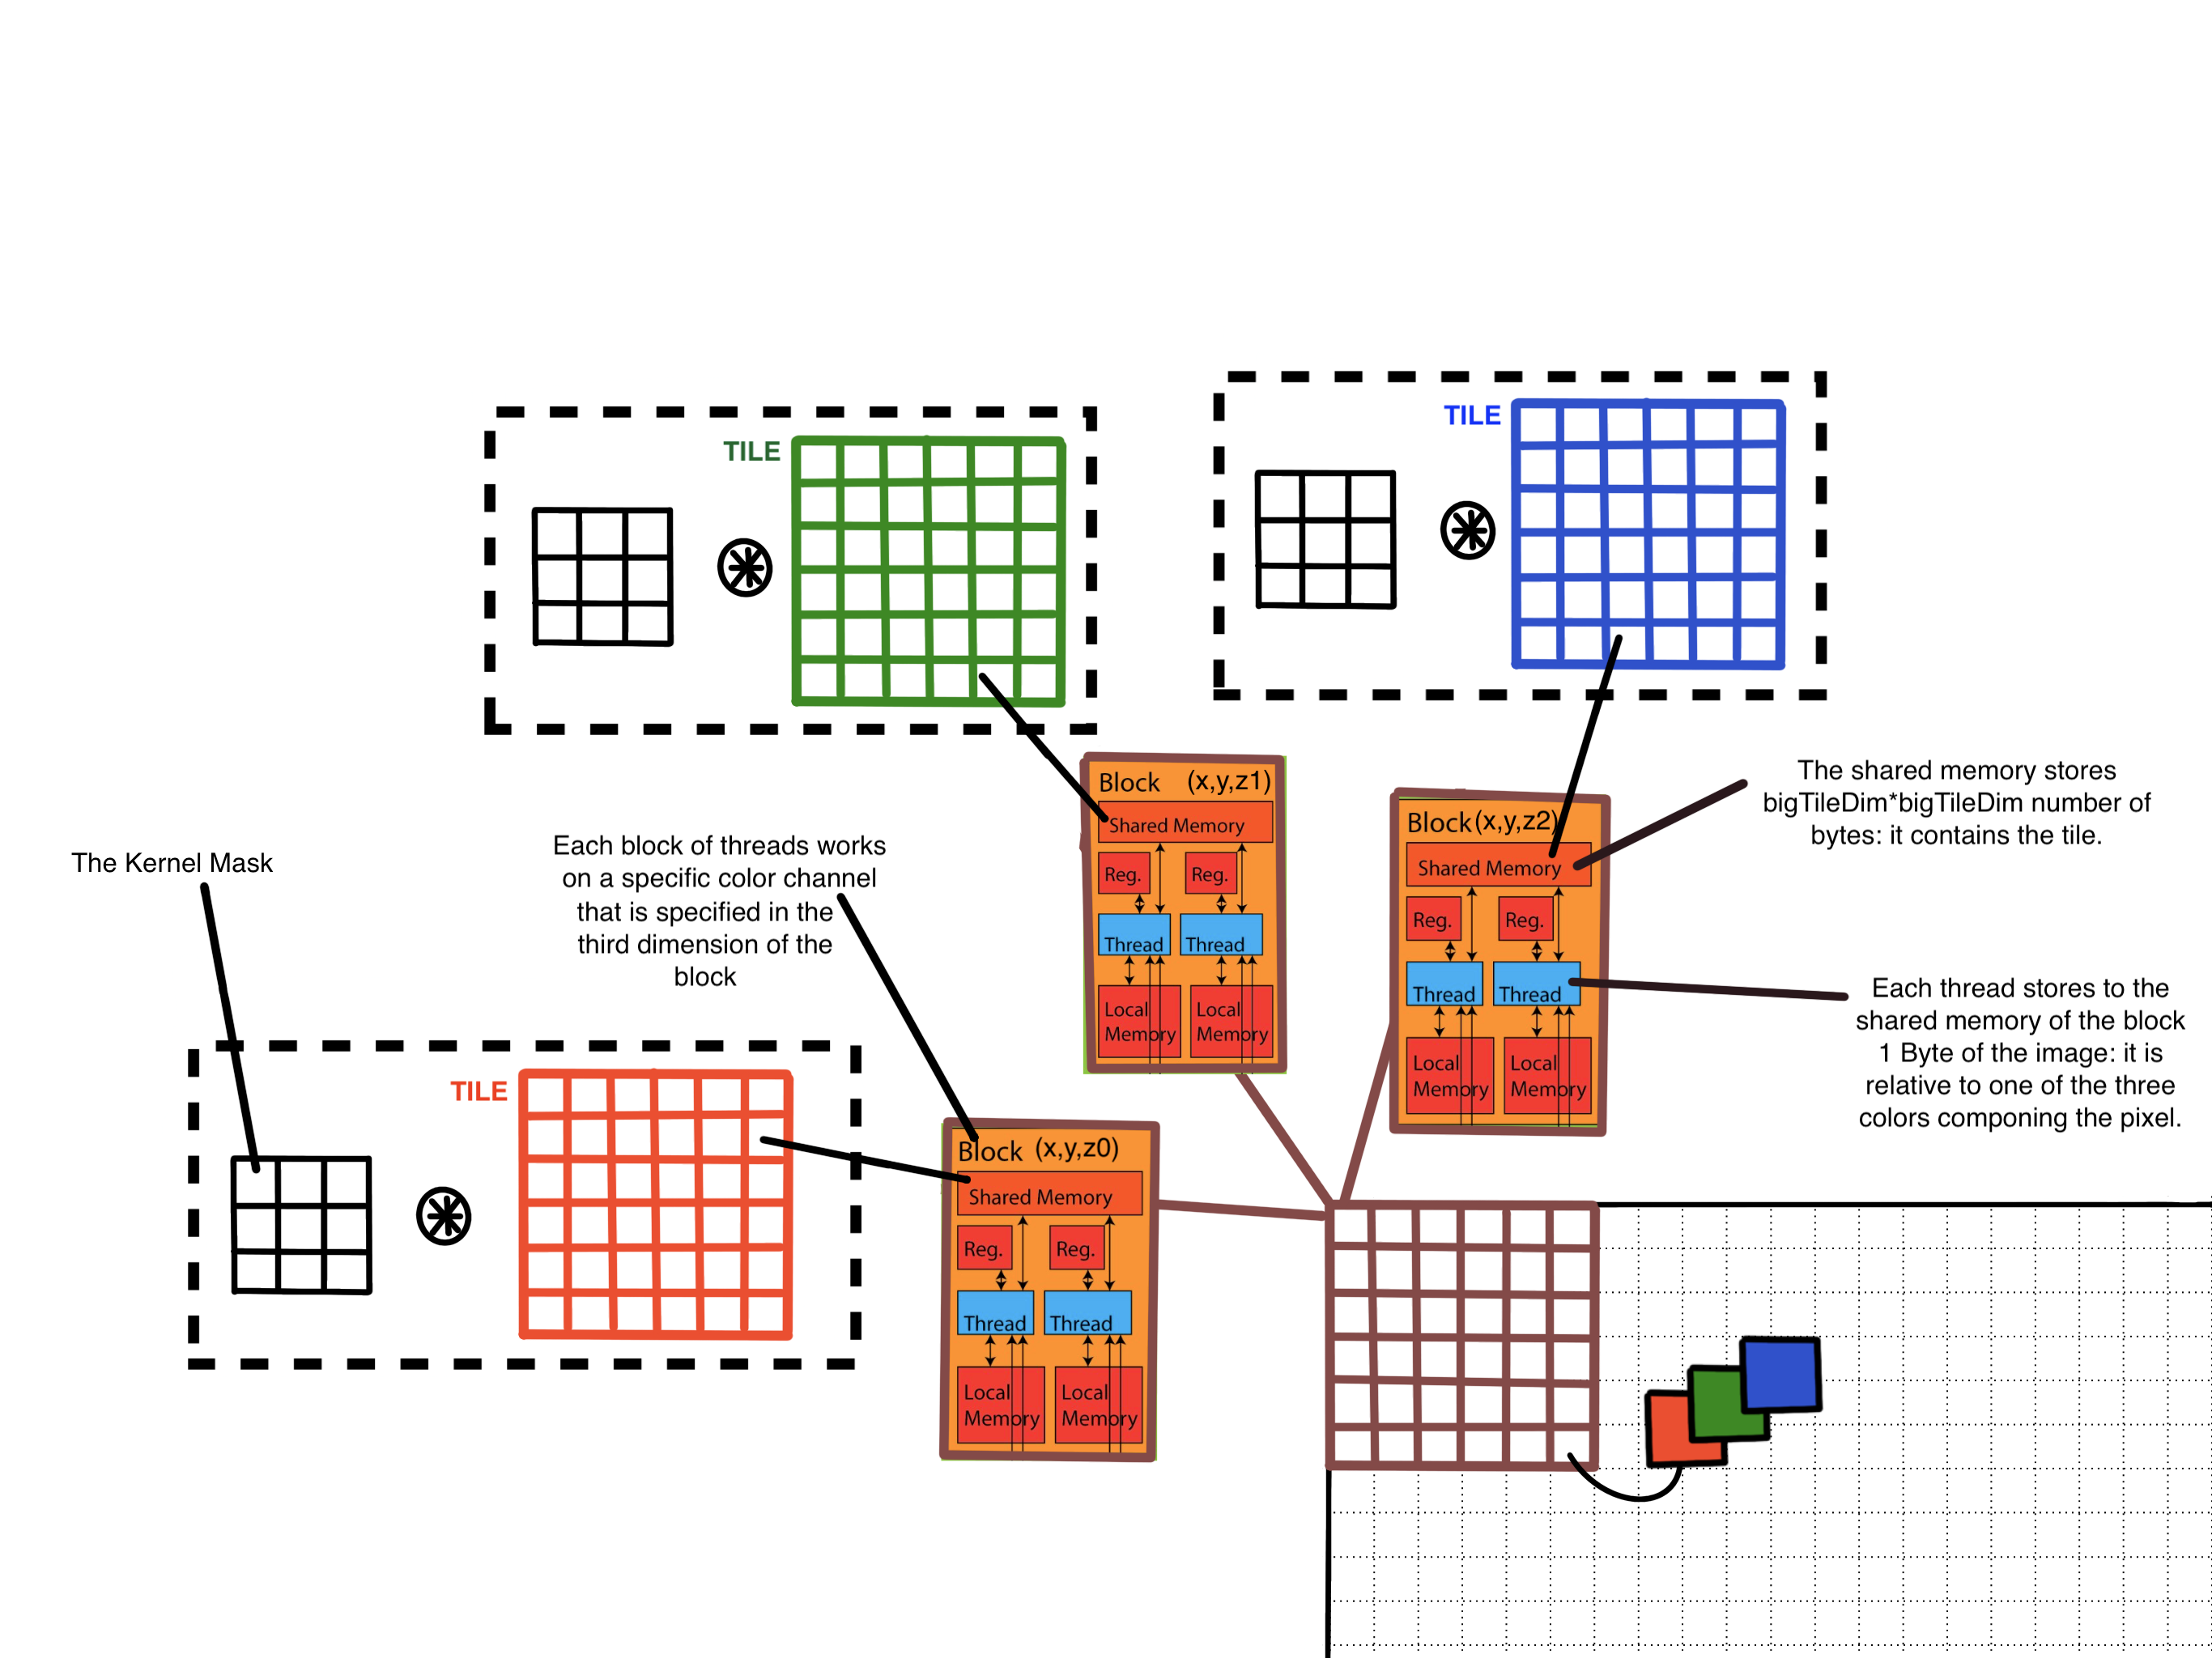 TILE
TILE
Block (x,y,z1)
Shared Memory
Reg. Reg.
Thread Thread
Local Local
Memory Memory
Block (x,y,z2)
Shared Memory
Reg. Reg.
Thread Thread
Local Local
Memory Memory
The shared memory stores
bigTileDim*bigTileDim number of
bytes: it contains the tile.
Each thread stores to the
shared memory of the block
1 Byte of the image: it is
relative to one of the three
colors componing the pixel.
The Kernel Mask
Each block of threads works
on a specific color channel
that is specified in the
third dimension of the
block
TILE
Block (x,y,z0)
Shared Memory
Reg. Reg.
Thread Thread
Local Local
Memory Memory